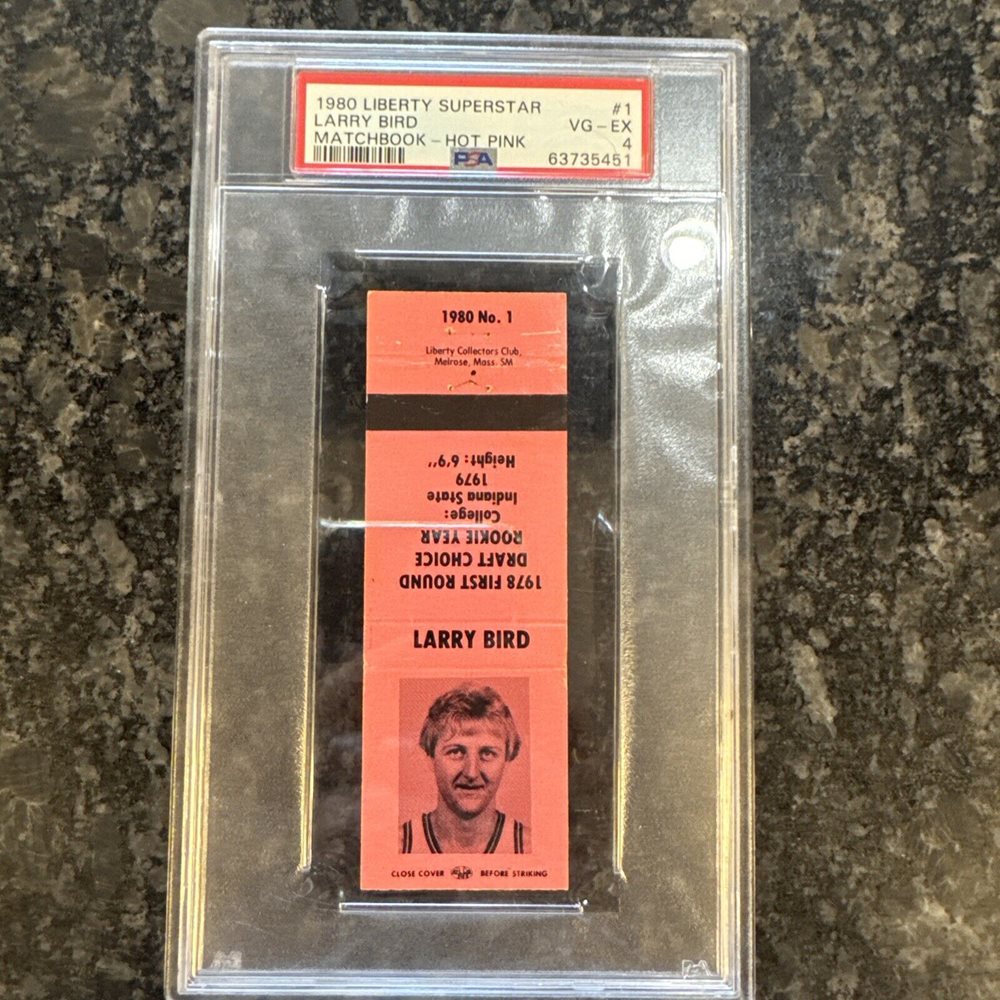 1980 LIBERTY SUPERSTAR #1
LARRY BIRD VG-EX
MATCHBOOK - HOT PINK 4
PSA 63735451
1980 No. 1
Liberty Collectors Club,
Melrose, Mass. SM
LARRY BIRD
1978 FIRST ROUND
DRAFT CHOICE
ROOKIE YEAR
College:
Indiana State
1979
Height: 6'9''
CLOSE COVER BEFORE STRIKING